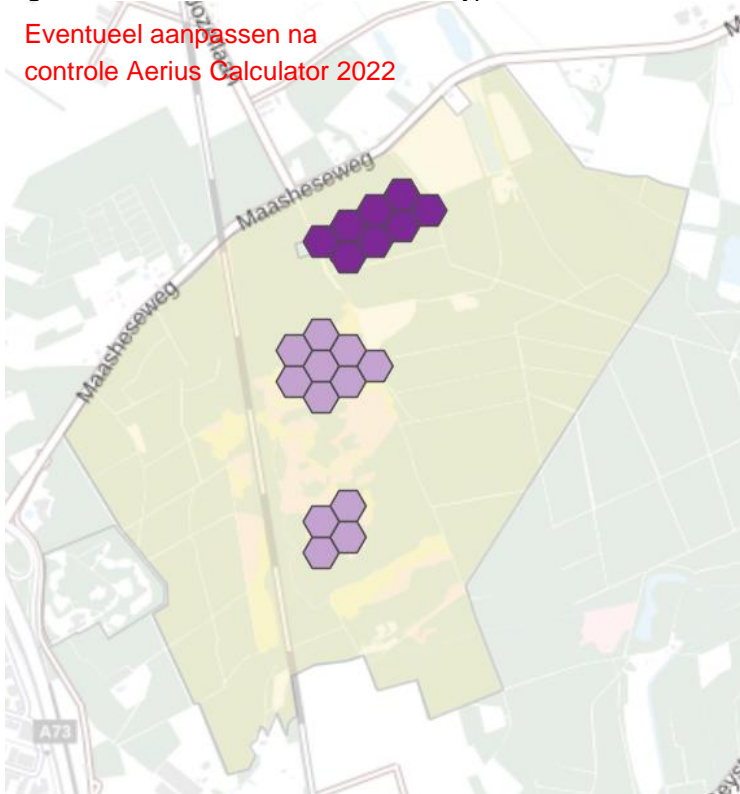 Eventueel aanpassen na
controle Aerius Calculator 2022
Maasheseweg
Maasheseweg
A73